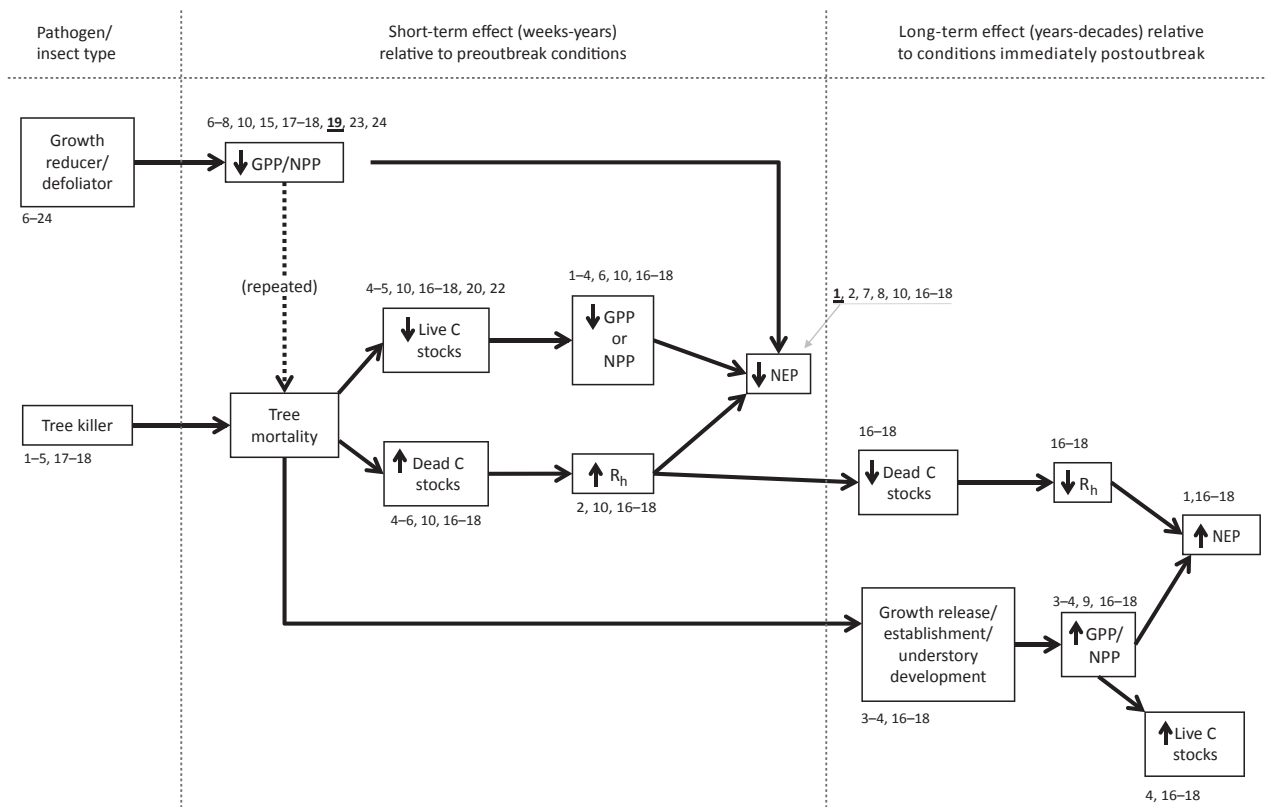 Pathogen/
insect type
Short-term effect (weeks-years)
relative to preoutbreak conditions
Long-term effect (years-decades) relative
to conditions immediately postoutbreak
6–8, 10, 15, 17–18, 19, 23, 24
Growth
reducer/
defoliator
↓ GPP/NPP
6–24
(repeated)
4–5, 10, 16–18, 20, 22
1–4, 6, 10, 16–18
1, 2, 7, 8, 10, 16–18
↓ Live C
stocks
↓ GPP
or
NPP
↓ NEP
Tree killer
1–5, 17–18
Tree
mortality
↑ Dead C
stocks
4–6, 10, 16–18
↑ Rh
2, 10, 16–18
16–18
↓ Dead C
stocks
16–18
↓ Rh
1,16–18
↑ NEP
Growth release/
establishment/
understory
development
3–4, 16–18
3–4, 9, 16–18
↑ GPP/
NPP
↑ Live C
stocks
4, 16–18